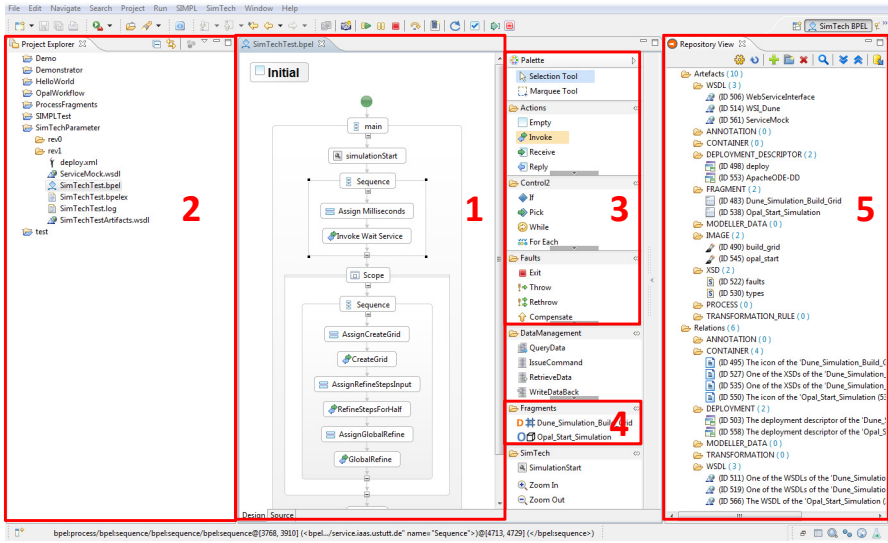 File Edit Navigate Search Project Run SIMPL SimTech Window Help
SimTech BPEL
Project Explorer
Demo
Demonstrator
HelloWorld
OpalWorkflow
ProcessFragments
SIMPLTest
SimTechParameter
rev0
rev1
deploy.xml
ServiceMock.wsdl
SimTechTest.bpel
SimTechTest.bpelex
SimTechTest.log
SimTechTestArtifacts.wsdl
test
2
SimTechTest.bpel
Initial
main
simulationStart
Sequence
Assign Milliseconds
Invoke Wait Service
Scope
Sequence
AssignCreateGrid
CreateGrid
AssignRefineStepsInput
RefineStepsForHalf
AssignGlobalRefine
GlobalRefine
Design Source
1
Palette
Selection Tool
Marquee Tool
Actions
Empty
Invoke
Receive
Reply
Control2
If
Pick
While
For Each
Faults
Exit
Throw
Rethrow
Compensate
3
DataManagement
QueryData
IssueCommand
RetrieveData
WriteDataBack
Fragments
Dune_Simulation_Build_Grid
Opal_Start_Simulation
4
SimTech
SimulationStart
Zoom In
Zoom Out
Repository View
Artefacts (10)
WSDL (3)
(ID 506) WebServiceInterface
(ID 514) WSI_Dune
(ID 561) ServiceMock
ANNOTATION (0)
CONTAINER (0)
DEPLOYMENT_DESCRIPTOR (2)
(ID 498) deploy
(ID 553) ApacheODE-DD
FRAGMENT (2)
(ID 483) Dune_Simulation_Build_Grid
(ID 538) Opal_Start_Simulation
MODELLER_DATA (0)
IMAGE (2)
(ID 490) build_grid
(ID 545) opal_start
XSD (2)
(ID 522) faults
(ID 530) types
PROCESS (0)
TRANSFORMATION_RULE (0)
Relations (6)
ANNOTATION (0)
CONTAINER (4)
(ID 495) The icon of the 'Dune_Simulation_Build_G
(ID 527) One of the XSDs of the 'Dune_Simulation_
(ID 535) One of the XSDs of the 'Dune_Simulation_
(ID 550) The icon of the 'Opal_Start_Simulation (53
DEPLOYMENT (2)
(ID 503) The deployment descriptor of the 'Dune_S
(ID 558) The deployment descriptor of the 'Opal_S
MODELLER_DATA (0)
TRANSFORMATION (0)
WSDL (3)
(ID 511) One of the WSDLs of the 'Dune_Simulatio
(ID 519) One of the WSDLs of the 'Dune_Simulatio
(ID 566) The WSDL of the 'Opal_Start_Simulation (
5
bpel:process/bpel:sequence/bpel:sequence/bpel:sequence@[3768, 3910] (<bpel.../service.iaas.ustutt.de" name="Sequence">)@[4713, 4729] (</bpel:sequence>)